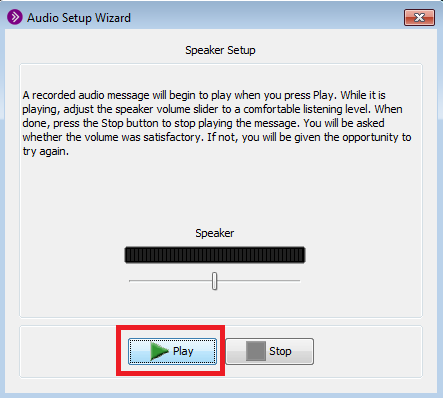 Audio Setup Wizard
Speaker Setup
A recorded audio message will begin to play when you press Play. While it is
playing, adjust the speaker volume slider to a comfortable listening level. When
done, press the Stop button to stop playing the message. You will be asked
whether the volume was satisfactory. If not, you will be given the opportunity to
try again.
Speaker
Play
Stop